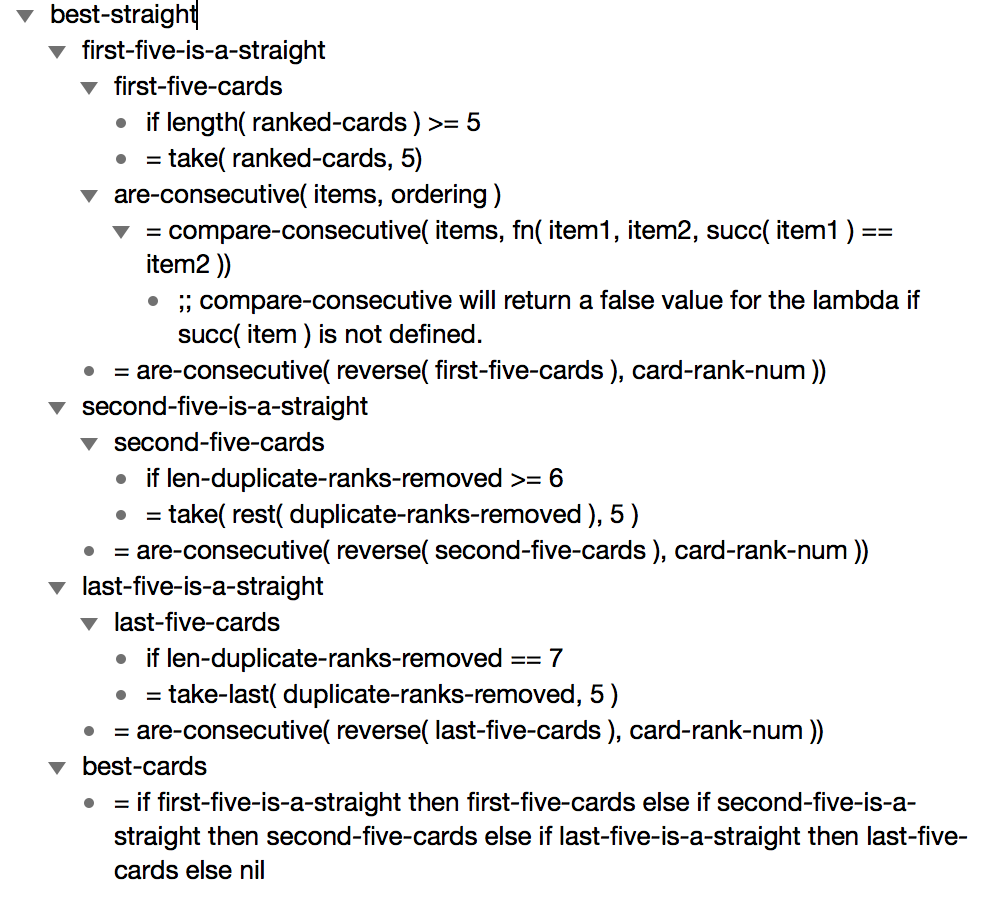 best-straight
first-five-is-a-straight
first-five-cards
if length( ranked-cards ) >= 5
= take( ranked-cards, 5)
are-consecutive( items, ordering )
= compare-consecutive( items, fn( item1, item2, succ( item1 ) ==
item2 ))
;; compare-consecutive will return a false value for the lambda if
succ( item ) is not defined.
= are-consecutive( reverse( first-five-cards ), card-rank-num ))
second-five-is-a-straight
second-five-cards
if len-duplicate-ranks-removed >= 6
= take( rest( duplicate-ranks-removed ), 5 )
= are-consecutive( reverse( second-five-cards ), card-rank-num ))
last-five-is-a-straight
last-five-cards
if len-duplicate-ranks-removed == 7
= take-last( duplicate-ranks-removed, 5 )
= are-consecutive( reverse( last-five-cards ), card-rank-num ))
best-cards
= if first-five-is-a-straight then first-five-cards else if second-five-is-a-
straight then second-five-cards else if last-five-is-a-straight then last-five-
cards else nil